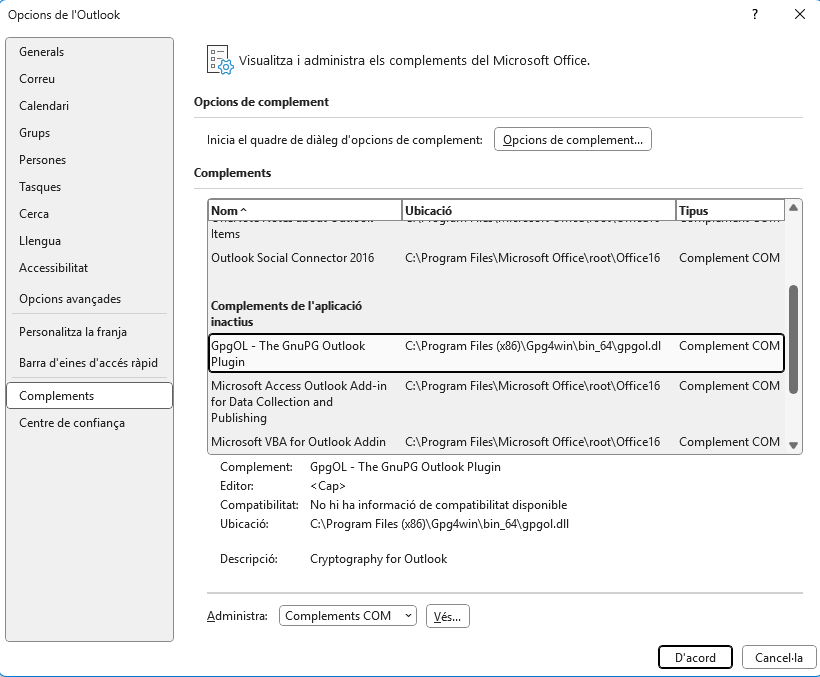 Opcions de l'Outlook
?
Generals
Correu
Calendari
Grups
Persones
Tasques
Cerca
Llengua
Accessibilitat
Opcions avançades
Personalitza la franja
Barra d'eines d'accés ràpid
Complements
Centre de confiança
Visualitza i administra els complements del Microsoft Office.
Opcions de complement
Inicia el quadre de diàleg d'opcions de complement: Opcions de complement...
Complements
Nom Ubicació Tipus
Items
Outlook Social Connector 2016 C:\Program Files\Microsoft Office\root\Office16 Complement COM
Complements de l'aplicació
inactius
GpgOL - The GnuPG Outlook C:\Program Files (x86)\Gpg4win\bin_64\gpgol.dl Complement COM
Plugin
Microsoft Access Outlook Add-in C:\Program Files\Microsoft Office\root\Office16 Complement COM
for Data Collection and
Publishing
Microsoft VBA for Outlook Addin C:\Program Files\Microsoft Office\root\Office16 Complement COM
Complement: GpgOL - The GnuPG Outlook Plugin
Editor: <Cap>
Compatibilitat: No hi ha informació de compatibilitat disponible
Ubicació: C:\Program Files (x86)\Gpg4win\bin_64\gpgol.dll
Descripció: Cryptography for Outlook
Administra: Complements COM Vés...
D'acord Cancel·la